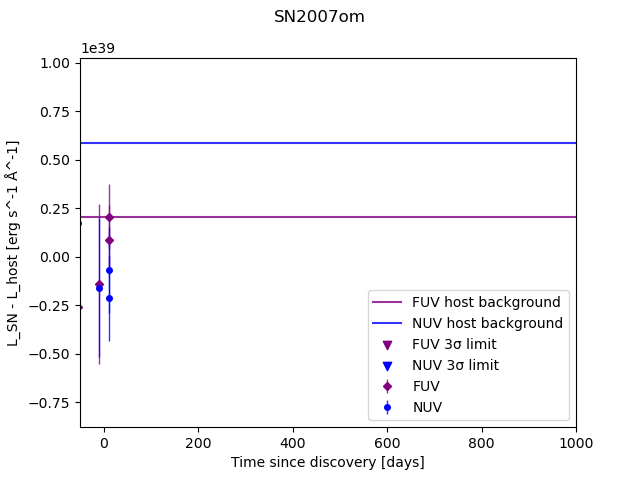 SN2007om
1e39
1.00
0.75
0.50
0.25
0.00
−0.25
−0.50
−0.75
L_SN - L_host [erg s^-1 Å^-1]
0
200
400
600
800
1000
Time since discovery [days]
FUV host background
NUV host background
FUV 3σ limit
NUV 3σ limit
FUV
NUV